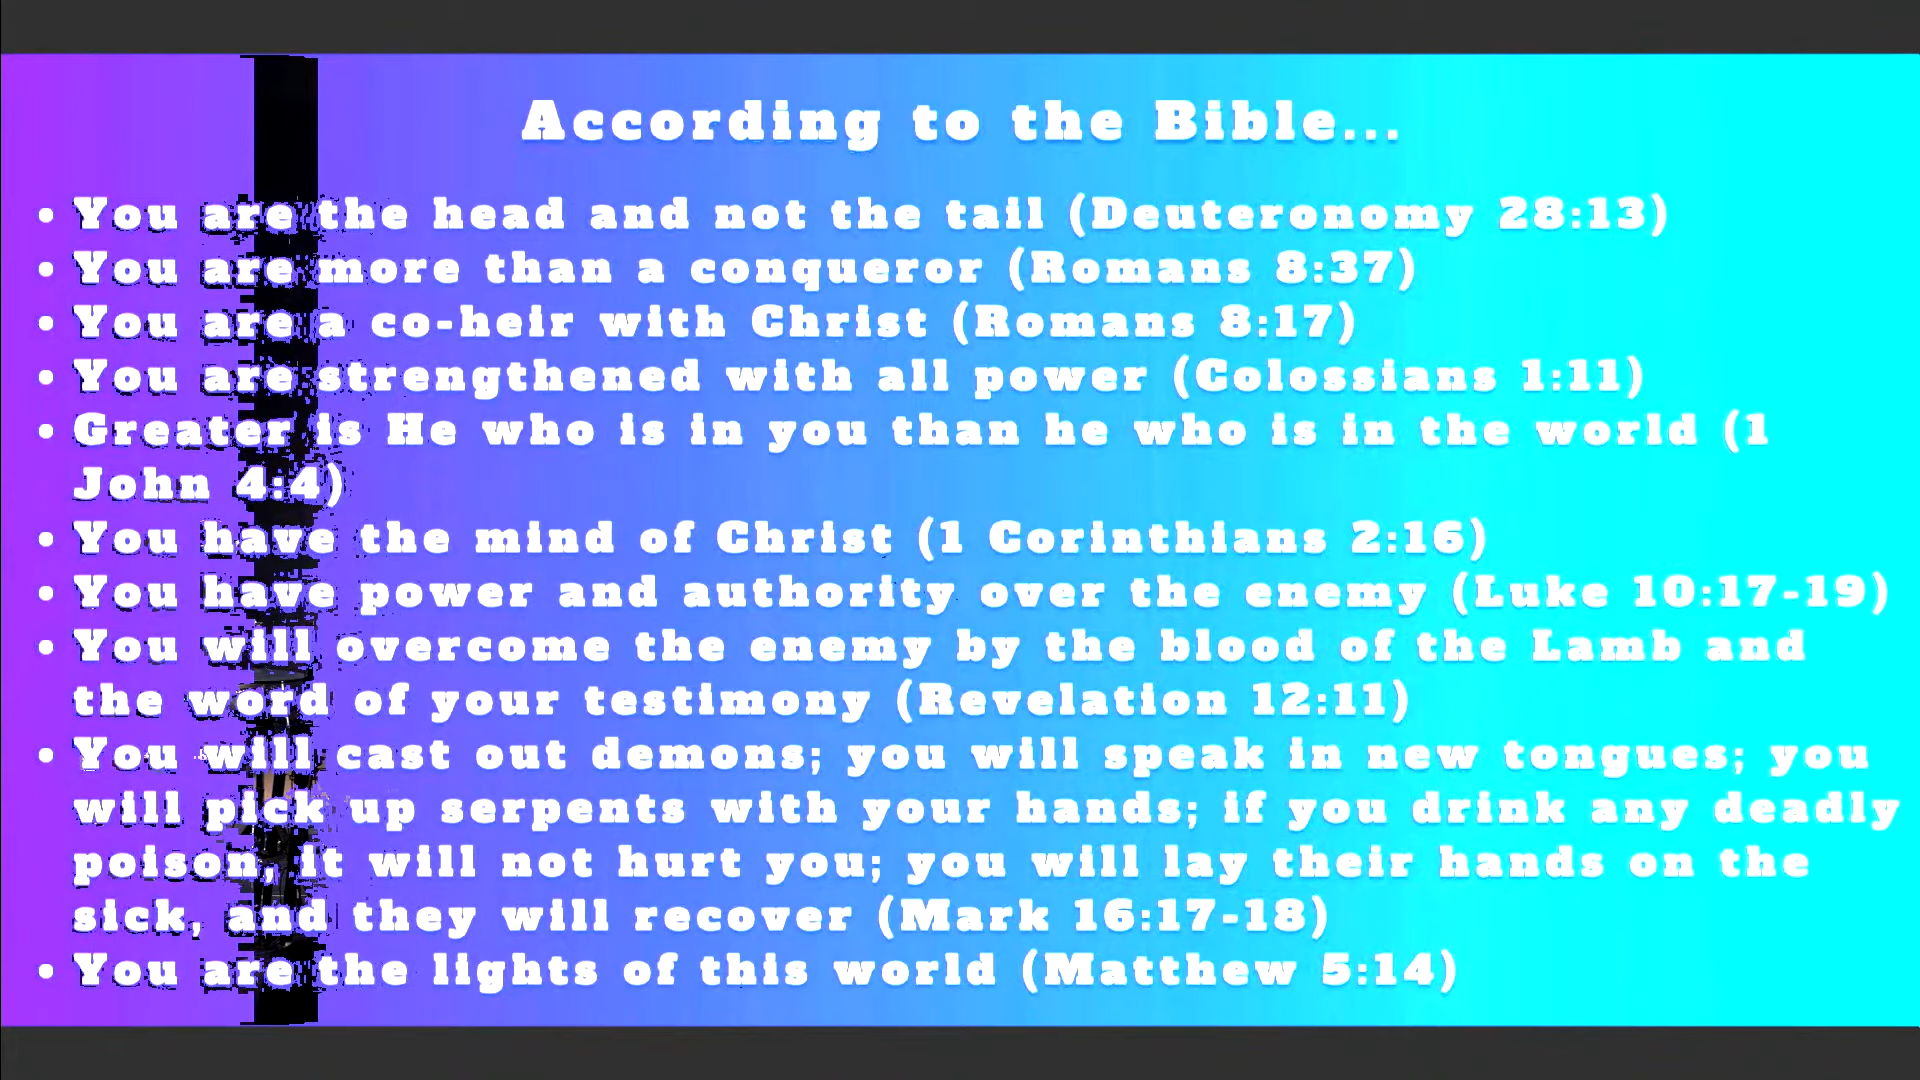 According to the Bible...
• You are the head and not the tail (Deuteronomy 28:13)
• You are more than a conqueror (Romans 8:37)
• You are a co-heir with Christ (Romans 8:17)
• You are strengthened with all power (Colossians 1:11)
• Greater is He who is in you than he who is in the world (1
John 4:4)
• You have the mind of Christ (1 Corinthians 2:16)
• You have power and authority over the enemy (Luke 10:17-19)
• You will overcome the enemy by the blood of the Lamb and
the word of your testimony (Revelation 12:11)
• You will cast out demons; you will speak in new tongues; you
will pick up serpents with your hands; if you drink any deadly
poison, it will not hurt you; you will lay their hands on the
sick, and they will recover (Mark 16:17-18)
• You are the lights of this world (Matthew 5:14)